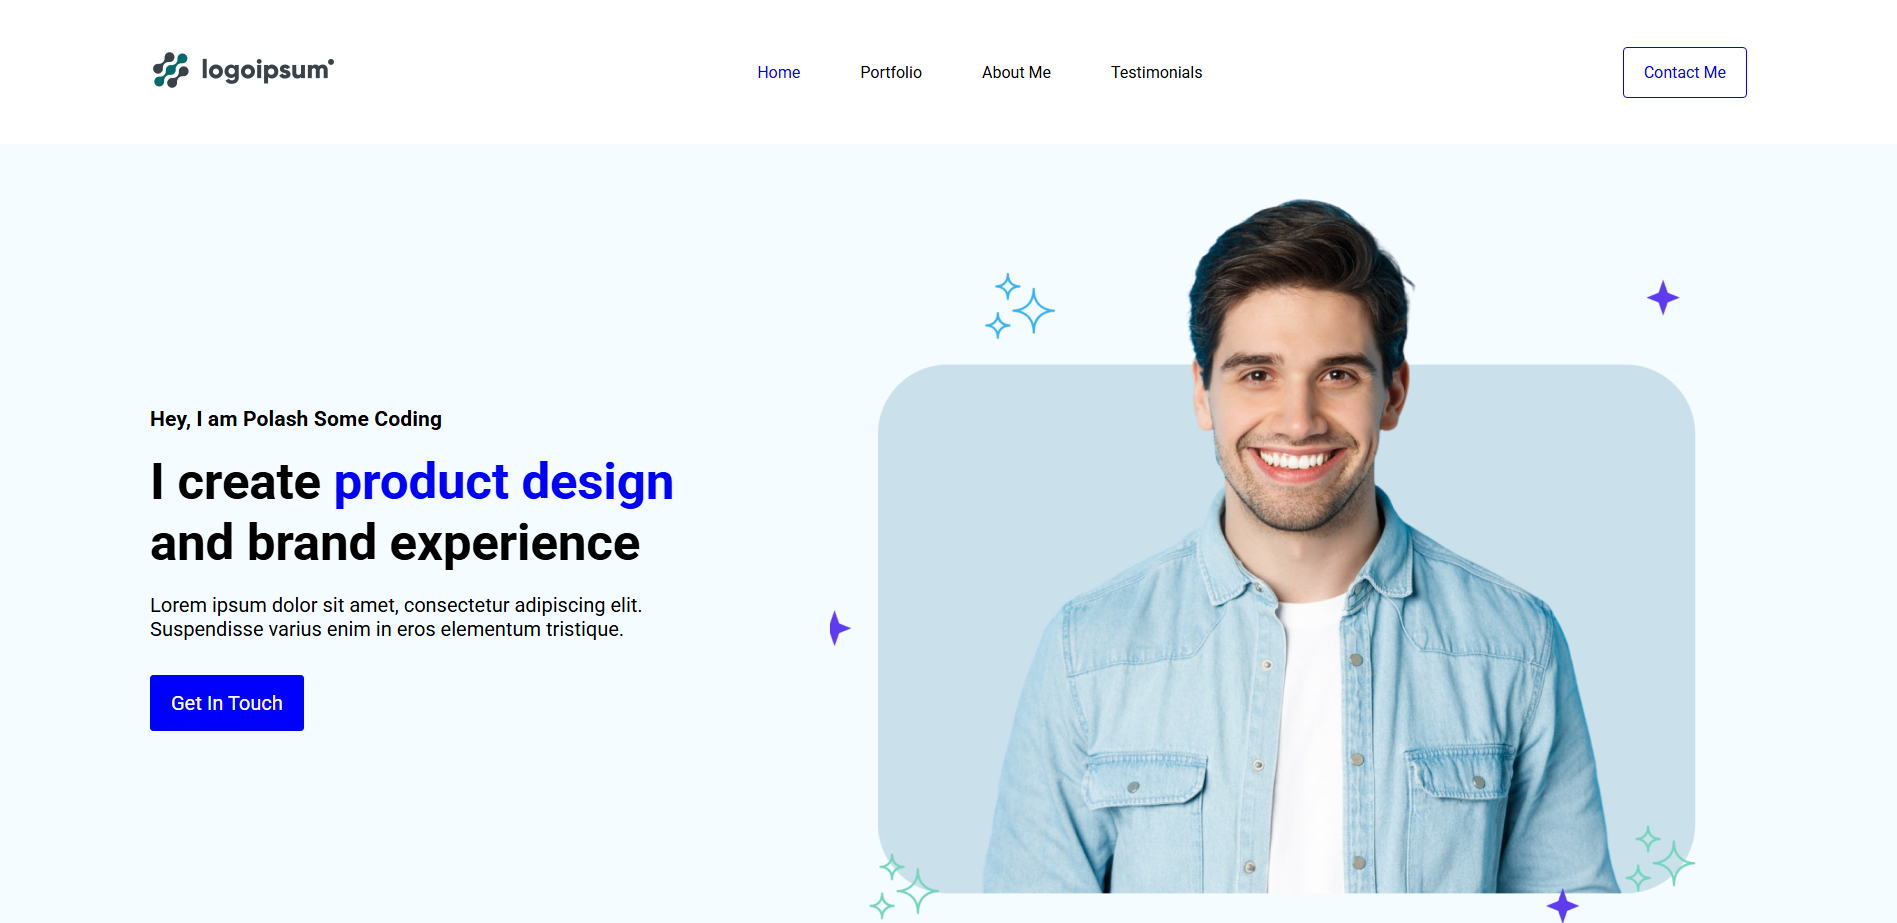 logoipsum
Home
Portfolio
About Me
Testimonials
Contact Me
Hey, I am Polash Some Coding
I create product design
and brand experience
Lorem ipsum dolor sit amet, consectetur adipiscing elit.
Suspendisse varius enim in eros elementum tristique.
Get In Touch